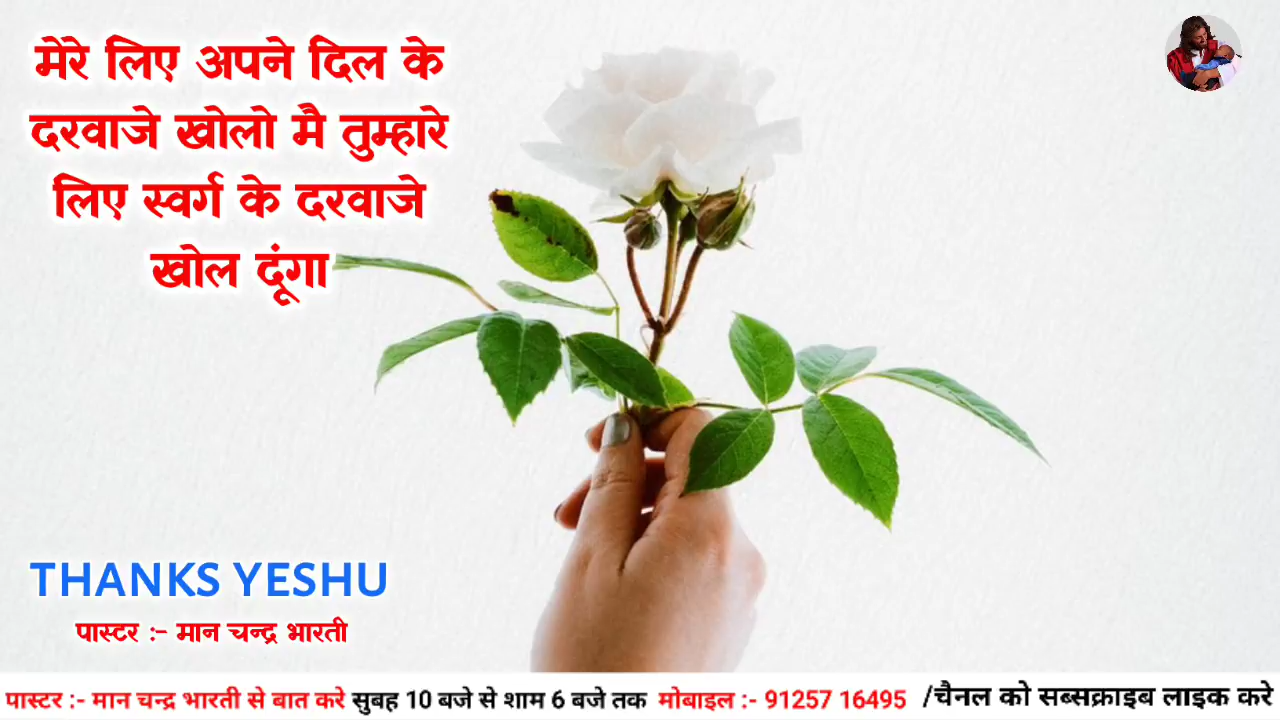 मेरे लिए अपने दिल के
दरवाजे खोलो मै तुम्हारे
लिए स्वर्ग के दरवाजे
खोल दूंगा
THANKS YESHU
पास्टर :- मान चन्द्र भारती
पास्टर :- मान चन्द्र भारती से बात करे सुबह 10 बजे से शाम 6 बजे तक मोबाइल :- 91257 16495 /चैनल को सब्सक्राइब लाइक करे